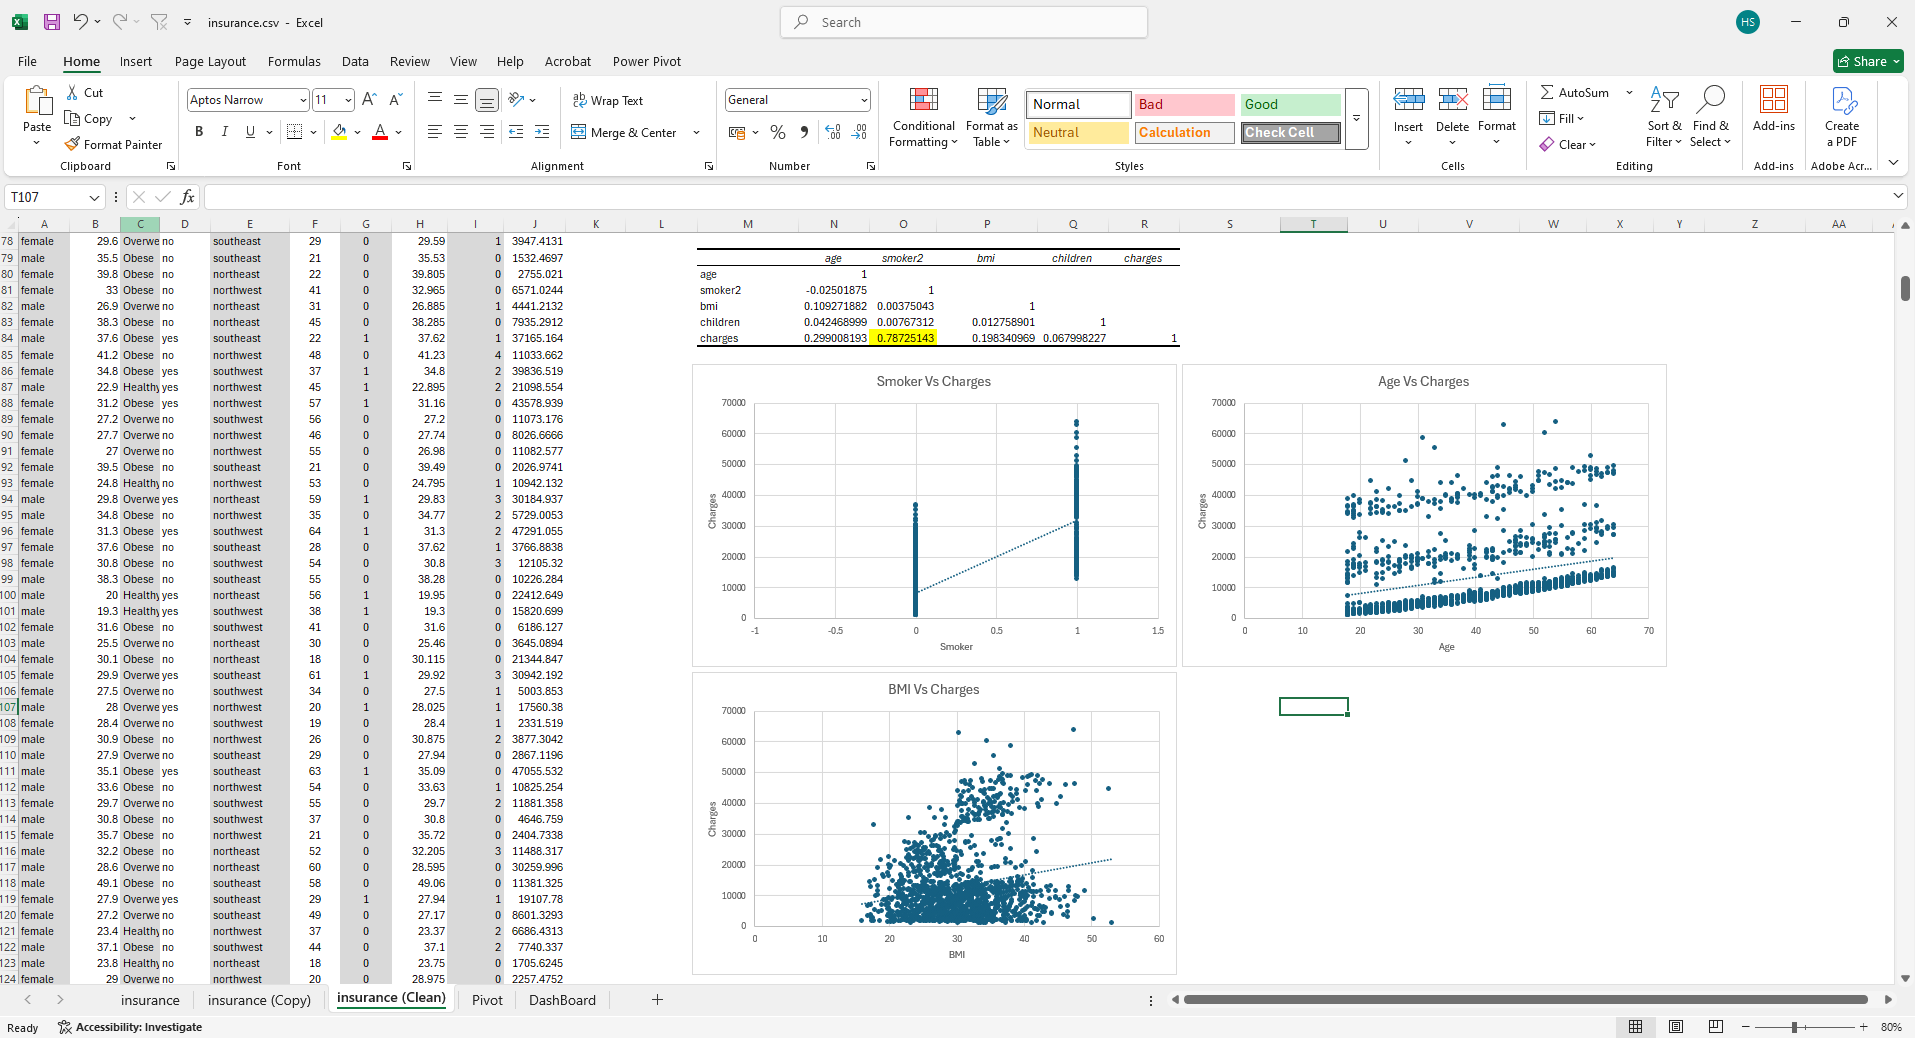 insurance.csv - Excel
Search
HS
File Home Insert Page Layout Formulas Data Review View Help Acrobat Power Pivot
Share
Paste
Cut
Copy
Format Painter
Clipboard
Aptos Narrow 11
B I U
Font
Wrap Text
Merge & Center
Alignment
General
Number
Conditional Formatting
Format as Table
Normal Bad Good
Neutral Calculation Check Cell
Styles
Insert Delete Format
Cells
AutoSum
Fill
Clear
Sort & Filter
Find & Select
Editing
Add-ins
Add-ins
Create a PDF
Adobe Acr...
T107
fx
A B C D E F G H I J K L M N O P Q R S T U V W X Y Z AA
78 female 29.6 Overwe no southeast 29 0 29.59 1 3947.4131
79 male 35.5 Obese no southeast 21 0 35.53 0 1532.4697
80 female 39.8 Obese no northeast 22 0 39.805 0 2755.021
81 female 33 Obese no northwest 41 0 32.965 0 6571.0244
82 male 26.9 Overwe no northwest 31 0 26.885 1 4441.2132
83 female 38.3 Obese no northeast 45 0 38.285 0 7935.2912
84 male 37.6 Obese yes southeast 22 1 37.62 1 37165.164
85 female 41.2 Obese no northwest 48 0 41.23 4 11033.662
86 female 34.8 Obese yes southwest 37 1 34.8 2 39836.519
87 male 22.9 Healthy yes northwest 45 1 22.895 2 21098.554
88 female 31.2 Obese yes northwest 57 1 31.16 0 43578.939
89 female 27.2 Overwe no southwest 56 0 27.2 0 11073.176
90 female 27.7 Overwe no northwest 46 0 27.74 0 8026.6666
91 female 27 Overwe no northwest 55 0 26.98 0 11082.577
92 female 39.5 Obese no southeast 21 0 39.49 0 2026.9741
93 female 24.8 Healthy no northwest 53 0 24.795 1 10942.132
94 male 29.8 Overwe yes northeast 59 1 29.83 3 30184.937
95 male 34.8 Obese no northwest 35 0 34.77 2 5729.0053
96 female 31.3 Obese yes southwest 64 1 31.3 2 47291.055
97 female 37.6 Obese no southeast 28 0 37.62 1 3766.8838
98 female 30.8 Obese no southwest 54 0 30.8 3 12105.32
99 male 38.3 Obese no southeast 55 0 38.28 0 10226.284
100 male 20 Healthy yes northeast 56 1 19.95 0 22412.649
101 male 19.3 Healthy yes southwest 38 1 19.3 0 15820.699
102 female 31.6 Obese no southwest 41 0 31.6 0 6186.127
103 male 25.5 Overwe no northeast 30 0 25.46 0 3645.0894
104 female 30.1 Obese no northeast 18 0 30.115 0 21344.847
105 female 29.9 Overwe yes southeast 61 1 29.92 3 30942.192
106 female 27.5 Overwe no southwest 34 0 27.5 1 5003.853
107 male 28 Overwe yes northwest 20 1 28.025 1 17560.38
108 female 28.4 Overwe no southwest 19 0 28.4 1 2331.519
109 male 30.9 Obese no northwest 26 0 30.875 2 3877.3042
110 male 27.9 Overwe no southeast 29 0 27.94 0 2867.1196
111 male 35.1 Obese yes southeast 63 1 35.09 0 47055.532
112 male 33.6 Obese no northwest 54 0 33.63 1 10825.254
113 female 29.7 Overwe no southwest 55 0 29.7 2 11881.358
114 male 30.8 Obese no southwest 37 0 30.8 0 4646.759
115 female 35.7 Obese no northwest 21 0 35.72 0 2404.7338
116 male 32.2 Obese no northeast 52 0 32.205 3 11488.317
117 male 28.6 Overwe no northeast 60 0 28.595 0 30259.996
118 male 49.1 Obese no southeast 58 0 49.06 0 11381.325
119 female 27.9 Overwe yes southeast 29 1 27.94 1 19107.78
120 female 27.2 Overwe no southeast 49 0 27.17 0 8601.3293
121 female 23.4 Healthy no northwest 37 0 23.37 2 6686.4313
122 male 37.1 Obese no southwest 44 0 37.1 2 7740.337
123 male 23.8 Healthy no northeast 18 0 23.75 0 1705.6245
124 female 29 Overwe no northwest 20 0 28.975 0 2257.4752
age smoker2 bmi children charges
age 1
smoker2 -0.02501875 1
bmi 0.109271882 0.00375043 1
children 0.042468999 0.00767312 0.012758901 1
charges 0.299008193 0.78725143 0.198340969 0.067998227 1
Smoker Vs Charges
70000
60000
50000
40000
30000
20000
10000
0
Charges
-1 -0.5 0 0.5 1 1.5
Smoker
Age Vs Charges
70000
60000
50000
40000
30000
20000
10000
0
Charges
0 10 20 30 40 50 60 70
Age
BMI Vs Charges
70000
60000
50000
40000
30000
20000
10000
0
Charges
0 10 20 30 40 50 60
BMI
insurance insurance (Copy) insurance (Clean) Pivot DashBoard
Ready Accessibility: Investigate
80%